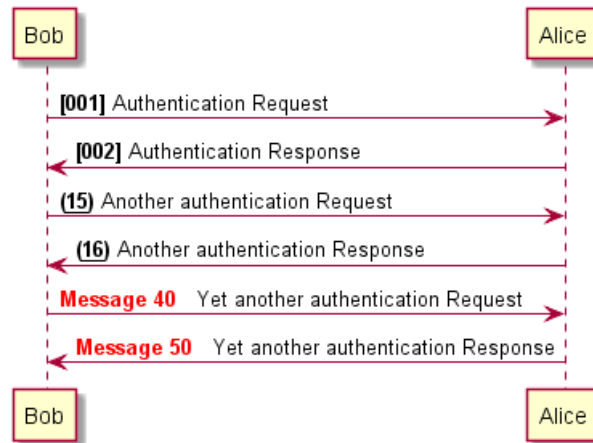 Bob Alice
[001] Authentication Request
[002] Authentication Response
(15) Another authentication Request
(16) Another authentication Response
Message 40 Yet another authentication Request
Message 50 Yet another authentication Response
Bob Alice